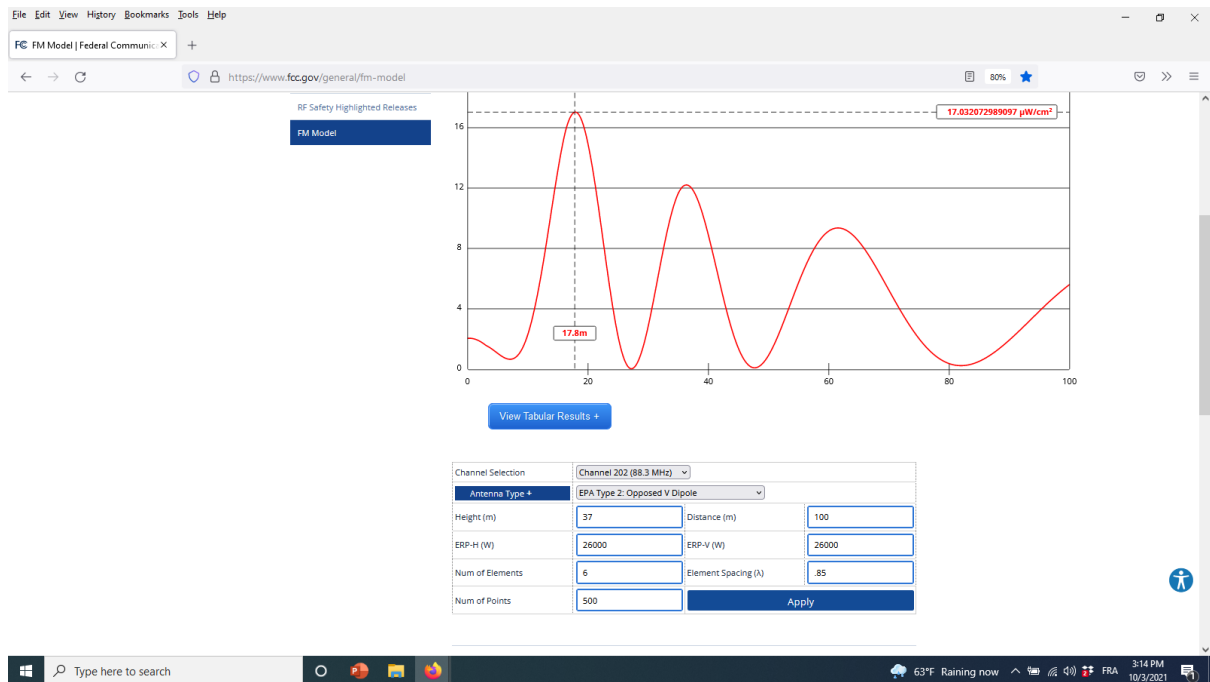 File Edit View History Bookmarks Tools Help
FC FM Model | Federal Communic
https://www.fcc.gov/general/fm-model
80%
RF Safety Highlighted Releases
FM Model
17.032072989097 µW/cm²
16
12
8
4
0
17.8m
0 20 40 60 80 100
View Tabular Results +
Channel Selection Channel 202 (88.3 MHz)
Antenna Type + EPA Type 2: Opposed V Dipole
Height (m) 37 Distance (m) 100
ERP-H (W) 26000 ERP-V (W) 26000
Num of Elements 6 Element Spacing (λ) .85
Num of Points 500 Apply
Type here to search
63°F Raining now FRA 3:14 PM
10/3/2021